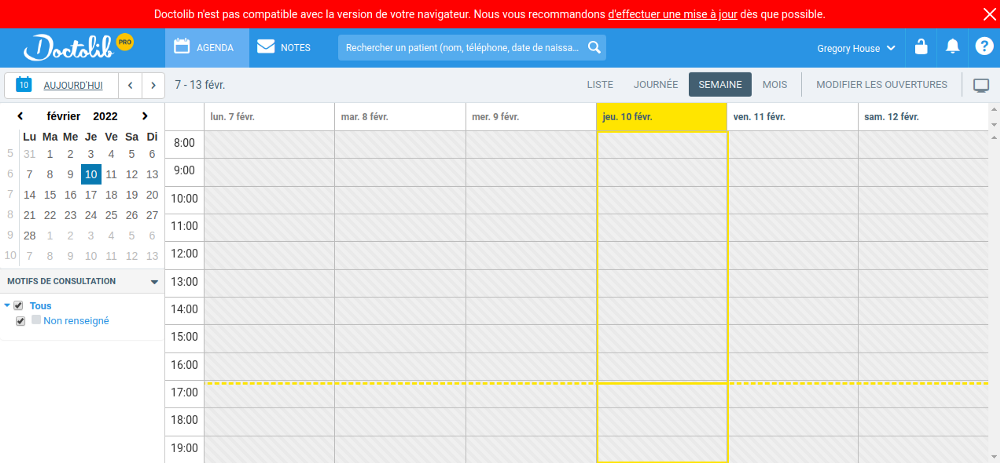 Doctolib n'est pas compatible avec la version de votre navigateur. Nous vous recommandons d'effectuer une mise à jour dès que possible.
Doctolib PRO AGENDA NOTES Rechercher un patient (nom, téléphone, date de naissa... Gregory House
10 AUJOURD'HUI 7 - 13 févr. LISTE JOURNÉE SEMAINE MOIS MODIFIER LES OUVERTURES
février 2022
Lu Ma Me Je Ve Sa Di
5 31 1 2 3 4 5 6
6 7 8 9 10 11 12 13
7 14 15 16 17 18 19 20
8 21 22 23 24 25 26 27
9 28 1 2 3 4 5 6
10 7 8 9 10 11 12 13
MOTIFS DE CONSULTATION
Tous
Non renseigné
lun. 7 févr. mar. 8 févr. mer. 9 févr. jeu. 10 févr. ven. 11 févr. sam. 12 févr.
8:00
9:00
10:00
11:00
12:00
13:00
14:00
15:00
16:00
17:00
18:00
19:00